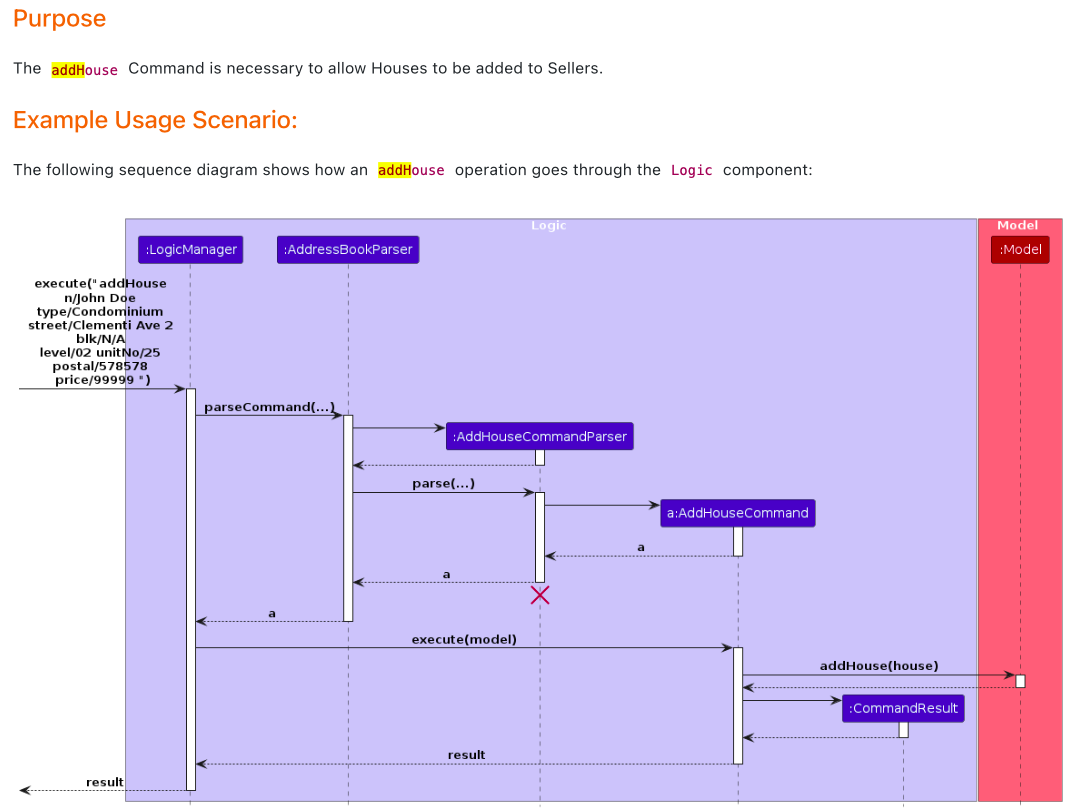 Purpose
The addHouse Command is necessary to allow Houses to be added to Sellers.
Example Usage Scenario:
The following sequence diagram shows how an addHouse operation goes through the Logic component:
Logic
Model
:LogicManager
:AddressBookParser
:Model
execute("addHouse
n/John Doe
type/Condominium
street/Clementi Ave 2
blk/N/A
level/02 unitNo/25
postal/578578
price/99999 ")
parseCommand(...)
:AddHouseCommandParser
parse(...)
a:AddHouseCommand
a
a
a
execute(model)
addHouse(house)
:CommandResult
result
result